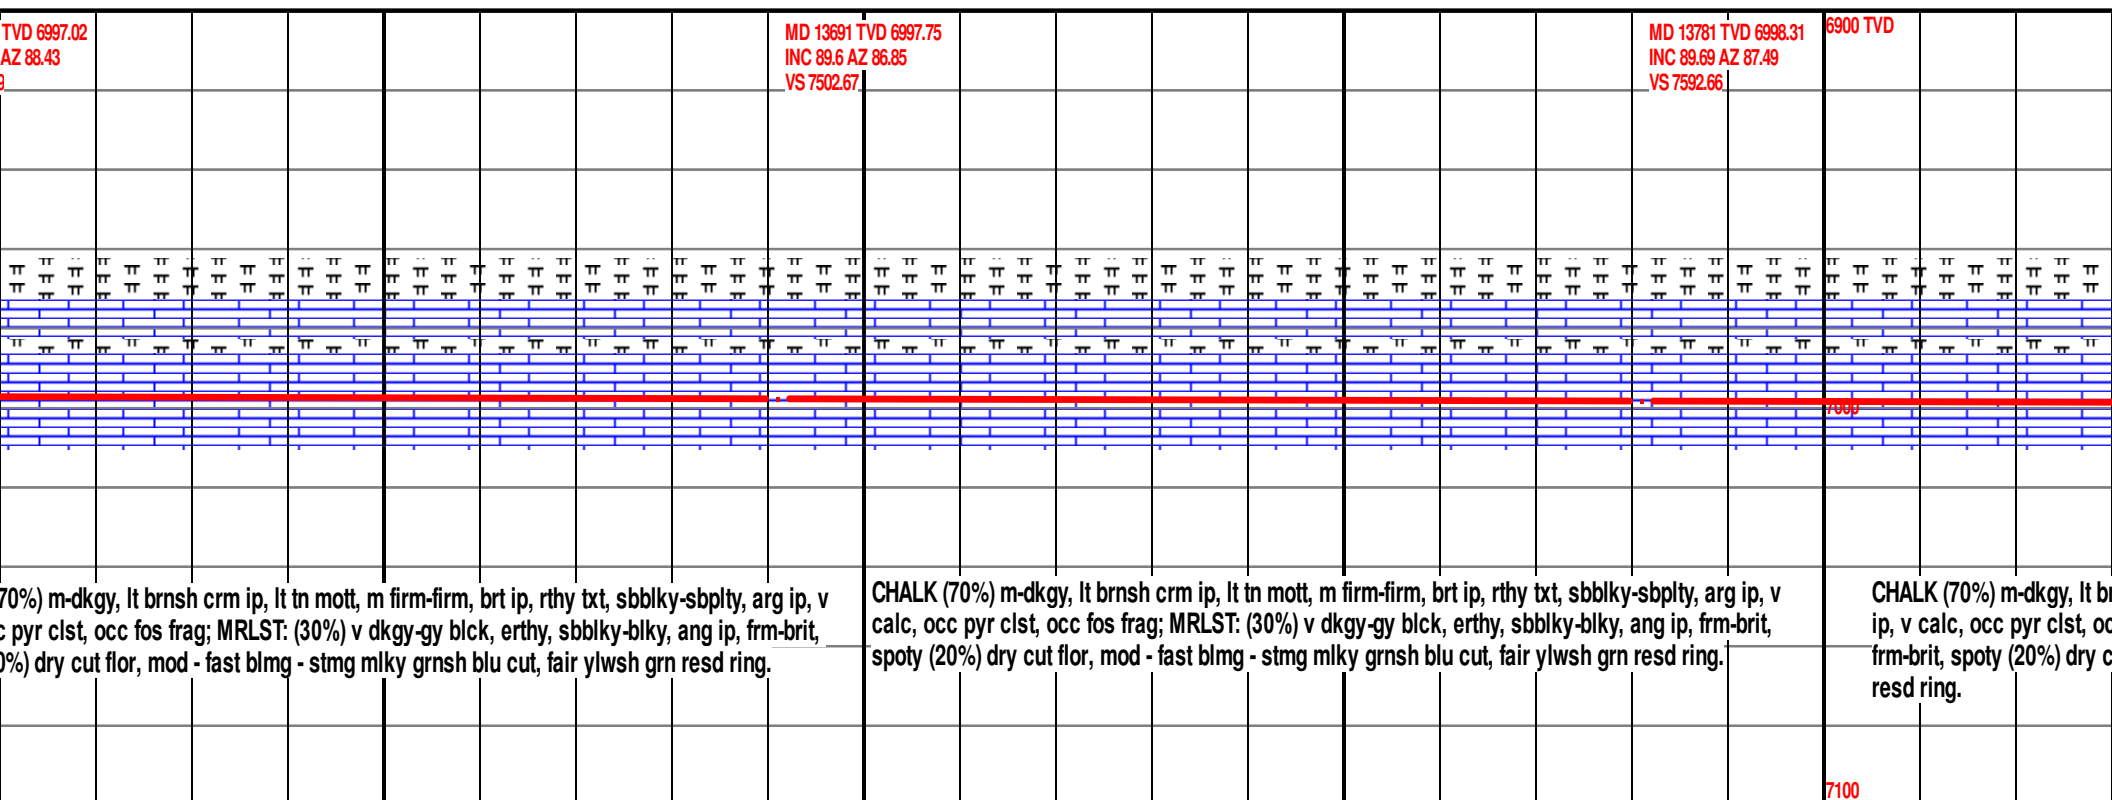 TVD 6997.02
AZ 88.43
9
MD 13691 TVD 6997.75
INC 89.6 AZ 86.85
VS 7502.67
MD 13781 TVD 6998.31
INC 89.69 AZ 87.49
VS 7592.66
6900 TVD
7000
70%) m-dkgy, lt brnsh crm ip, lt tn mott, m firm-firm, brt ip, rthy txt, sbblky-sbplty, arg ip, v
c pyr clst, occ fos frag; MRLST: (30%) v dkgy-gy blck, erthy, sbblky-blky, ang ip, frm-brit,
0%) dry cut flor, mod - fast blmg - stmg mlky grnsh blu cut, fair ylwsh grn resd ring.
CHALK (70%) m-dkgy, lt brnsh crm ip, lt tn mott, m firm-firm, brt ip, rthy txt, sbblky-sbplty, arg ip, v
calc, occ pyr clst, occ fos frag; MRLST: (30%) v dkgy-gy blck, erthy, sbblky-blky, ang ip, frm-brit,
spoty (20%) dry cut flor, mod - fast blmg - stmg mlky grnsh blu cut, fair ylwsh grn resd ring.
CHALK (70%) m-dkgy, lt br
ip, v calc, occ pyr clst, oc
frm-brit, spoty (20%) dry c
resd ring.
7100